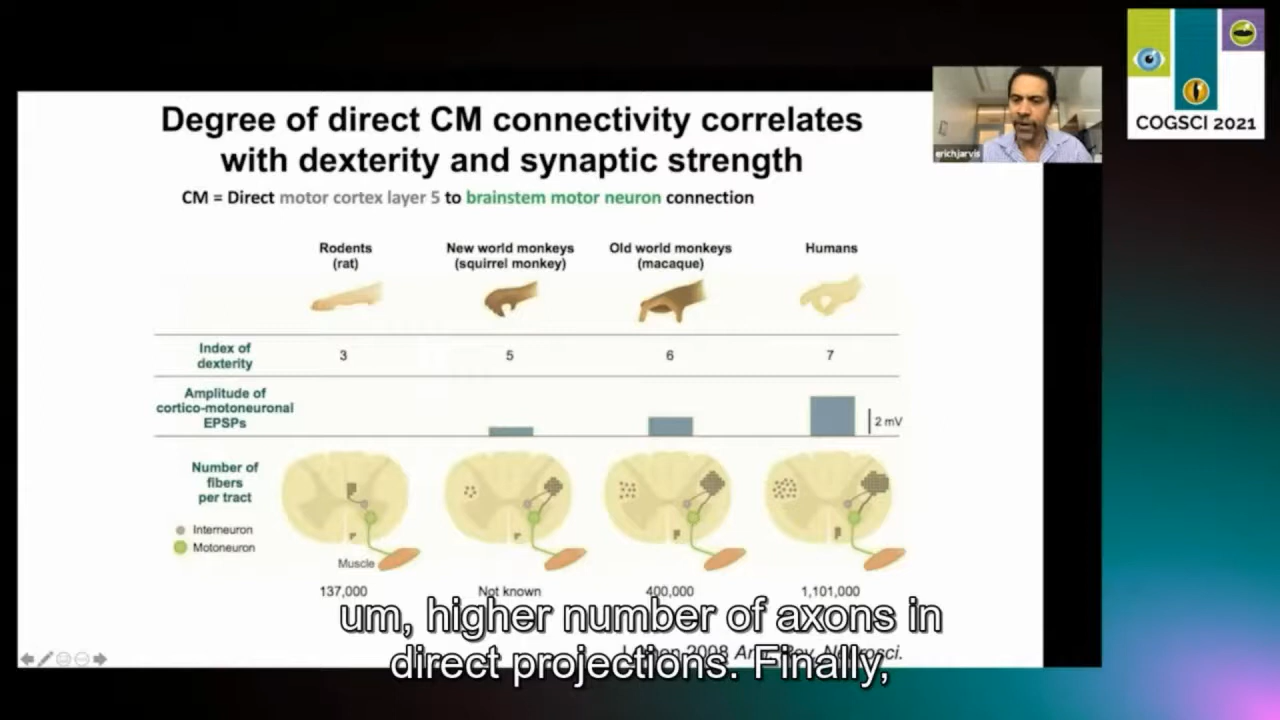 Degree of direct CM connectivity correlates
with dexterity and synaptic strength
CM = Direct motor cortex layer 5 to brainstem motor neuron connection
Rodents
(rat)
New world monkeys
(squirrel monkey)
Old world monkeys
(macaque)
Humans
Index of
dexterity
3
5
6
7
Amplitude of
cortico-motoneuronal
EPSPs
2 mV
Number of
fibers
per tract
Interneuron
Motoneuron
Muscle
137,000
Not known
400,000
1,101,000
2008
um, higher number of axons in
direct projections. Finally,
erichjarvis
COGSCI 2021